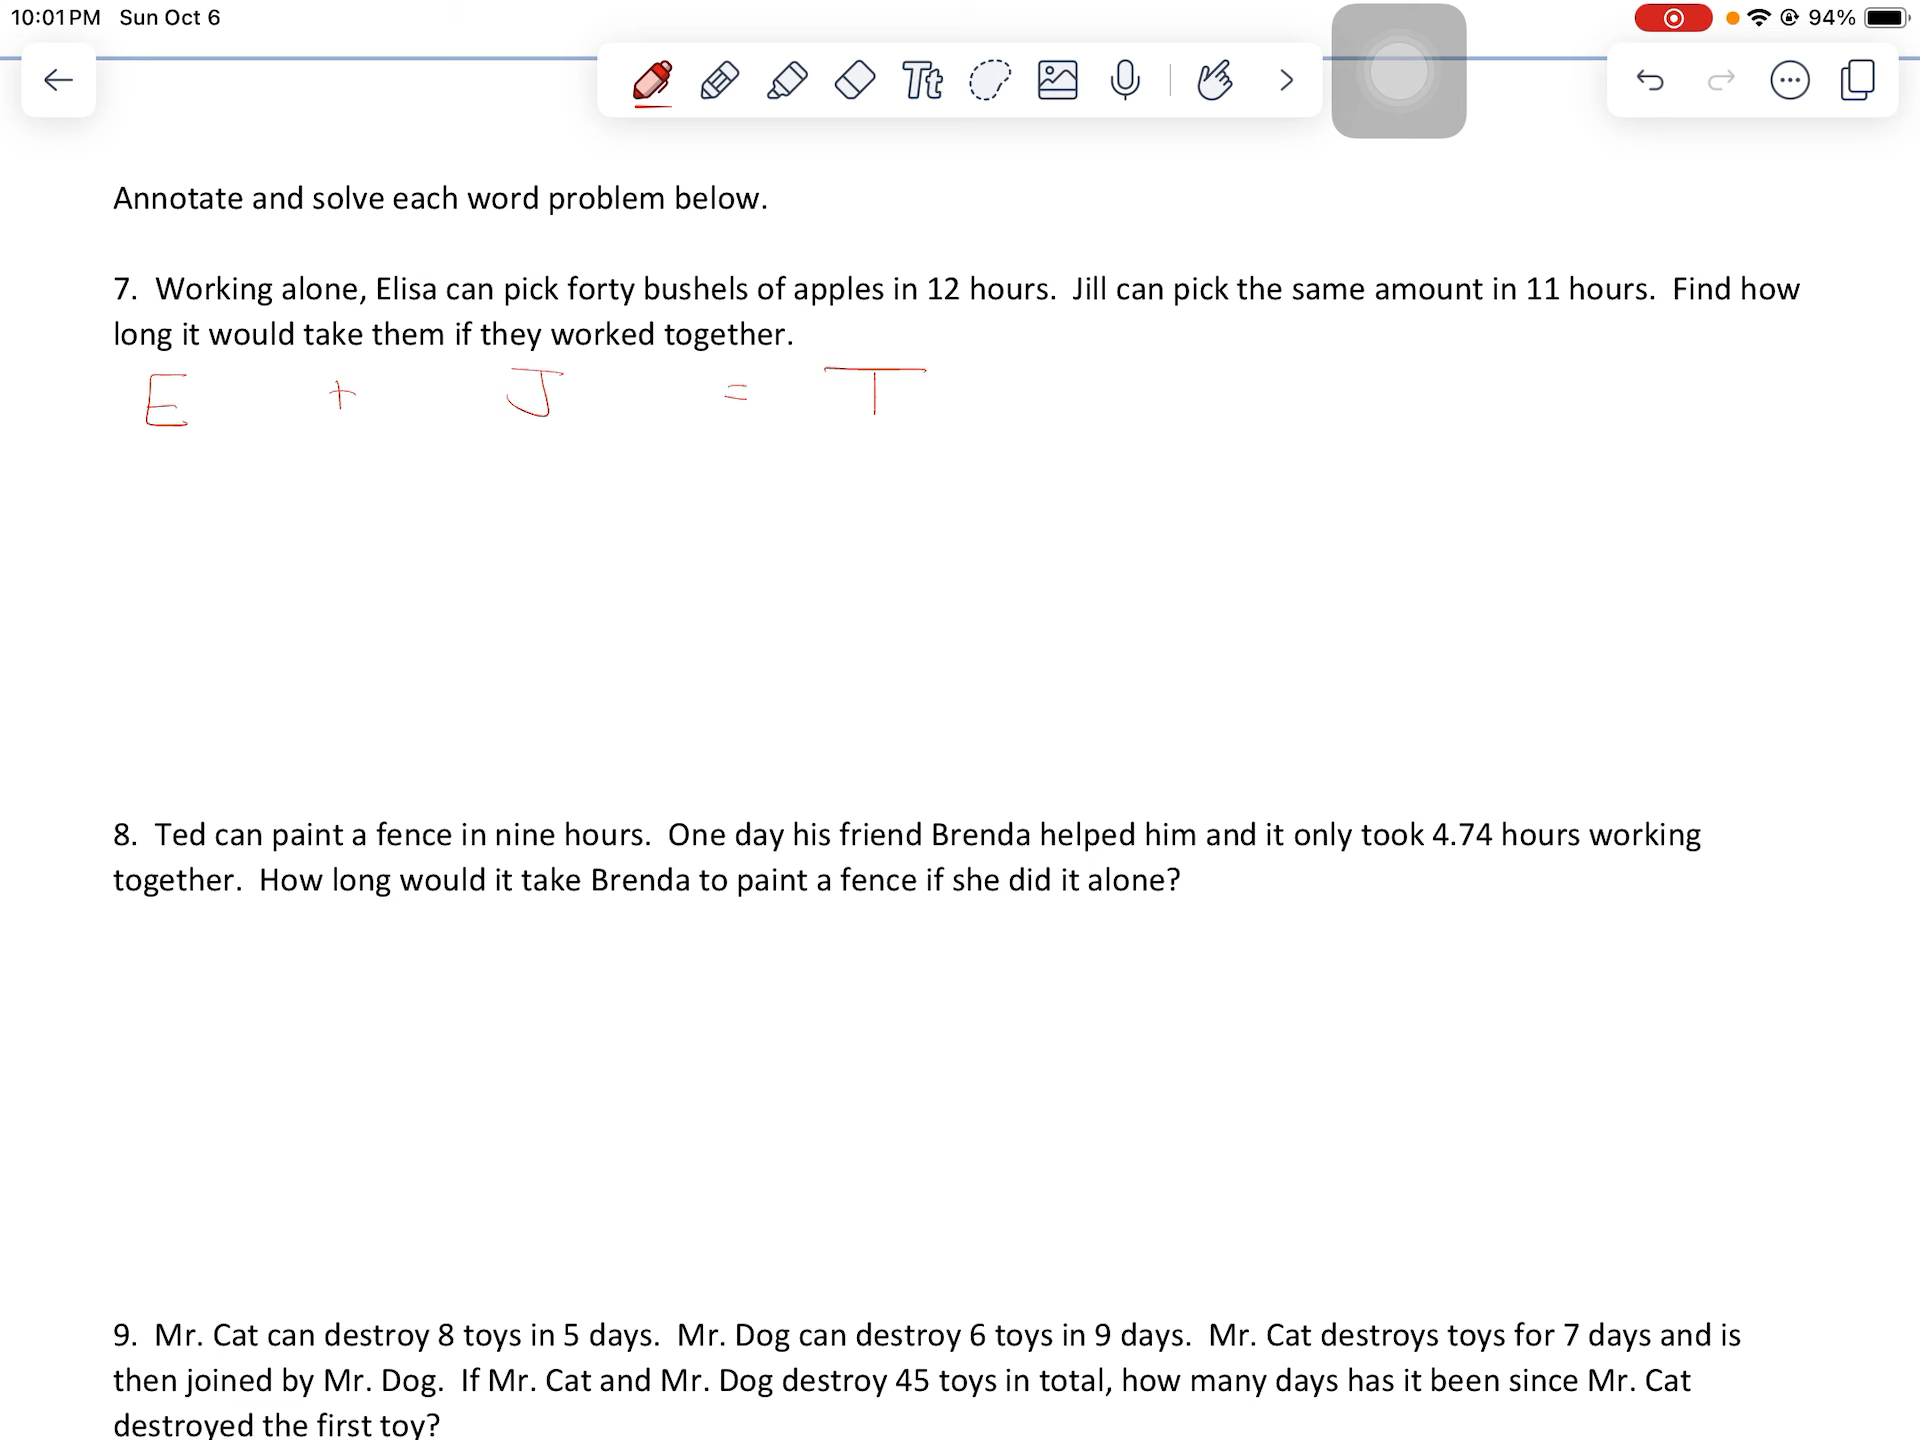 10:01 PM Sun Oct 6 94%
Tt
Annotate and solve each word problem below.
7. Working alone, Elisa can pick forty bushels of apples in 12 hours. Jill can pick the same amount in 11 hours. Find how
long it would take them if they worked together.
E + J = T
8. Ted can paint a fence in nine hours. One day his friend Brenda helped him and it only took 4.74 hours working
together. How long would it take Brenda to paint a fence if she did it alone?
9. Mr. Cat can destroy 8 toys in 5 days. Mr. Dog can destroy 6 toys in 9 days. Mr. Cat destroys toys for 7 days and is
then joined by Mr. Dog. If Mr. Cat and Mr. Dog destroy 45 toys in total, how many days has it been since Mr. Cat
destroyed the first toy?